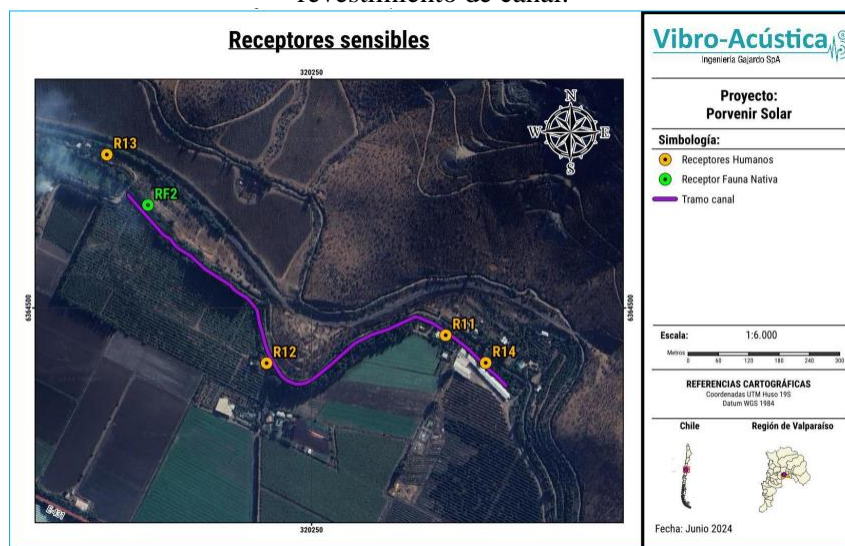 revestimiento de canal.
Receptores sensibles
320250
N
W
E
S
R13
RF2
R12
R11
R14
6364500
6364500
E-431
320250
Vibro-Acústica
Ingeniería Gajardo SpA
Proyecto:
Porvenir Solar
Simbología:
Receptores Humanos
Receptor Fauna Nativa
Tramo canal
Escala: 1:6.000
Metros
0 60 120 180 240 300
REFERENCIAS CARTOGRÁFICAS
Coordenadas UTM Huso 19S
Datum WGS 1984
Chile Región de Valparaíso
Fecha: Junio 2024